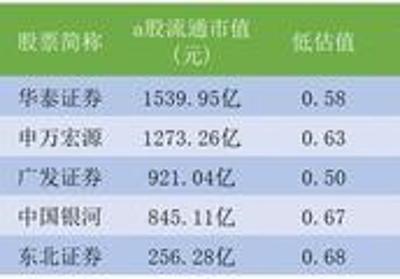 股票简称 a股流通市值(元) 低估值
华泰证券 1539.95亿 0.58
申万宏源 1273.26亿 0.63
广发证券 921.04亿 0.50
中国银河 845.11亿 0.67
东北证券 256.28亿 0.68